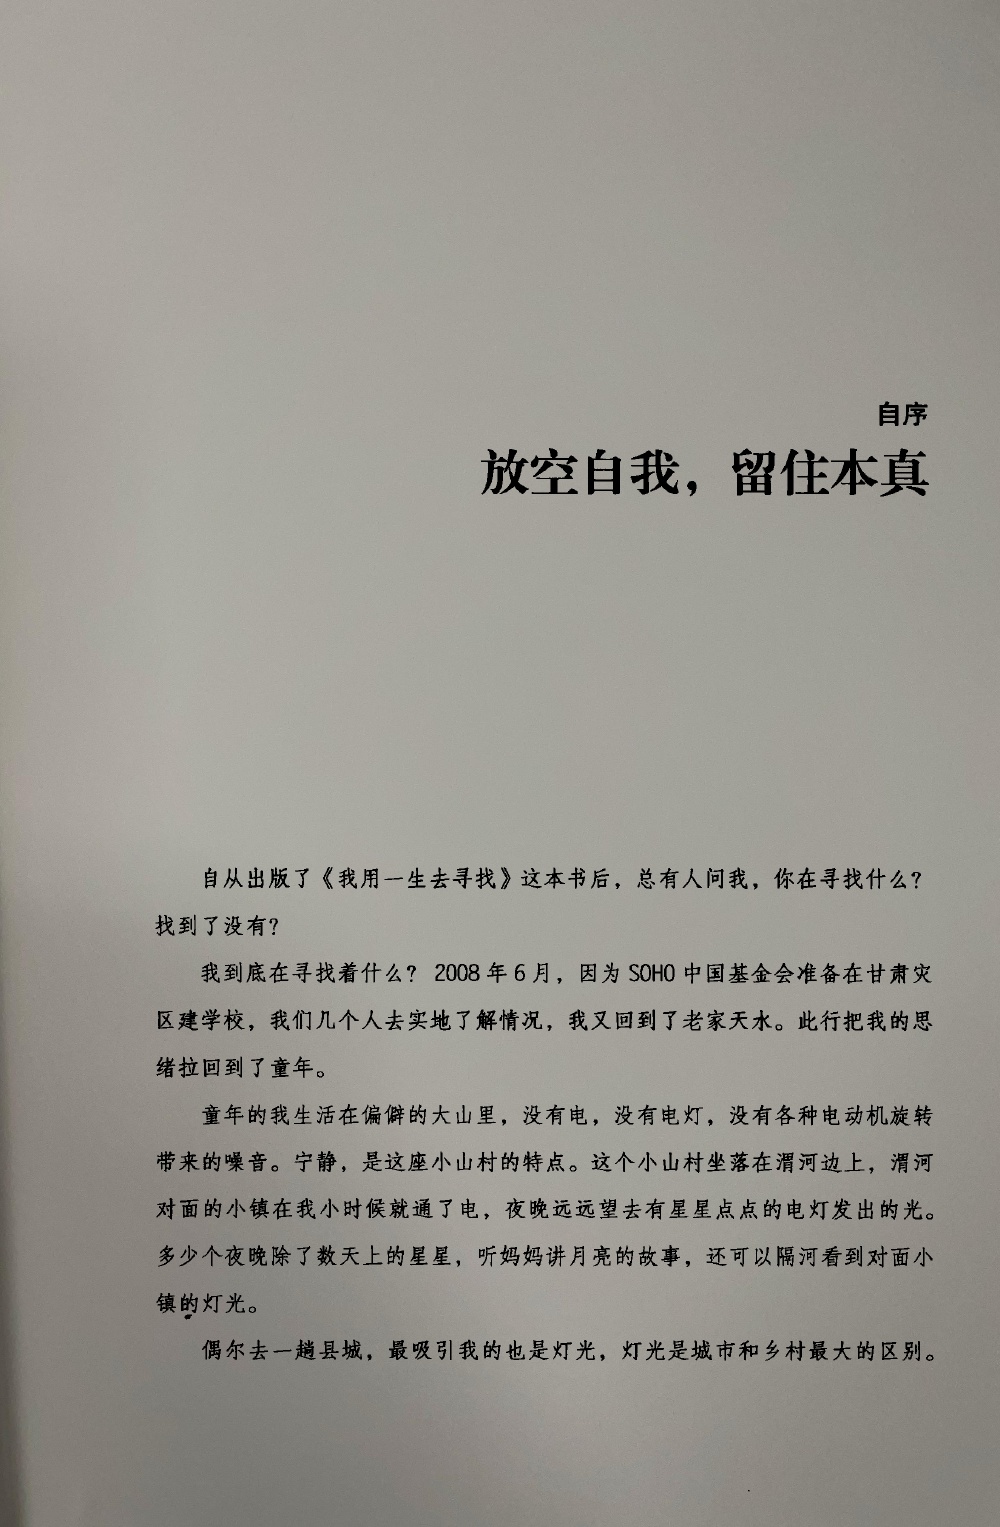 自序
放空自我，留住本真
自从出版了《我用一生去寻找》这本书后，总有人问我，你在寻找什么？
找到了没有？
我到底在寻找着什么？2008年6月，因为SOHO中国基金会准备在甘肃灾
区建学校，我们几个人去实地了解情况，我又回到了老家天水。此行把我的思
绪拉回到了童年。
童年的我生活在偏僻的大山里，没有电，没有电灯，没有各种电动机旋转
带来的噪音。宁静，是这座小山村的特点。这个小山村坐落在渭河边上，渭河
对面的小镇在我小时候就通了电，夜晚远远望去有星星点点的电灯发出的光。
多少个夜晚除了数天上的星星，听妈妈讲月亮的故事，还可以隔河看到对面小
镇的灯光。
偶尔去一趟县城，最吸引我的也是灯光，灯光是城市和乡村最大的区别。